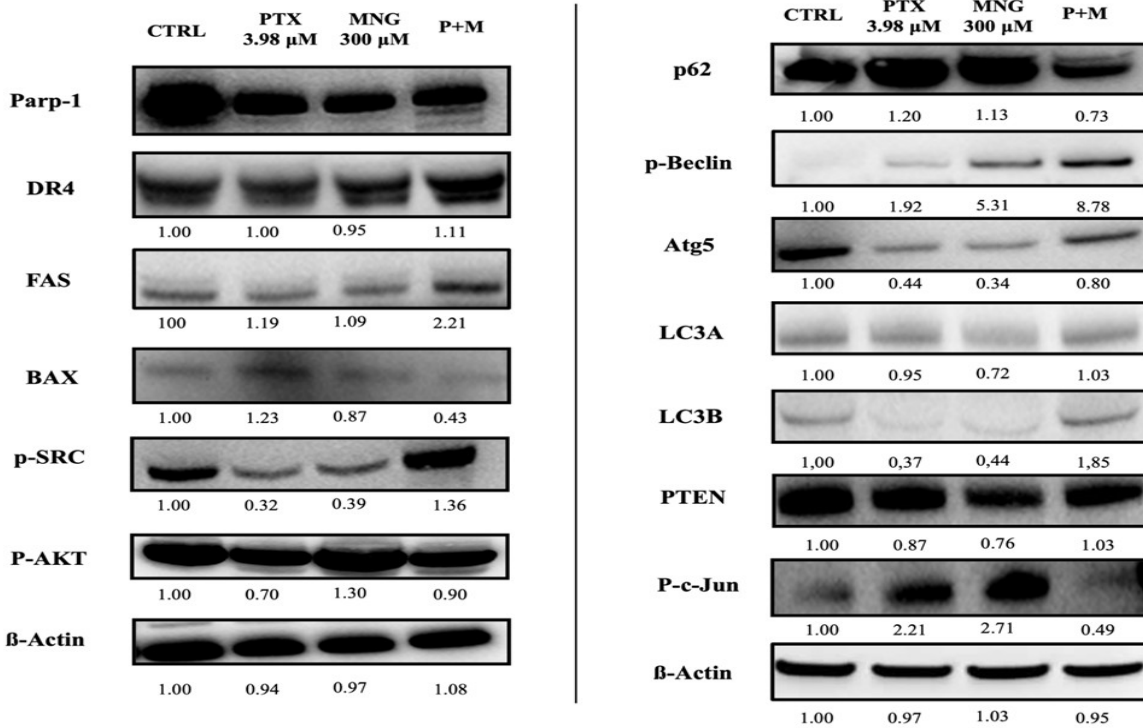 CTRL PTX 3.98 µM MNG 300 µM P+M
Parp-1
DR4
1.00 1.00 0.95 1.11
FAS
100 1.19 1.09 2.21
BAX
1.00 1.23 0.87 0.43
p-SRC
1.00 0.32 0.39 1.36
P-AKT
1.00 0.70 1.30 0.90
ß-Actin
1.00 0.94 0.97 1.08
CTRL PTX 3.98 µM MNG 300 µM P+M
p62
1.00 1.20 1.13 0.73
p-Beclin
1.00 1.92 5.31 8.78
Atg5
1.00 0.44 0.34 0.80
LC3A
1.00 0.95 0.72 1.03
LC3B
1,00 0,37 0,44 1,85
PTEN
1.00 0.87 0.76 1.03
P-c-Jun
1.00 2.21 2.71 0.49
ß-Actin
1.00 0.97 1.03 0.95